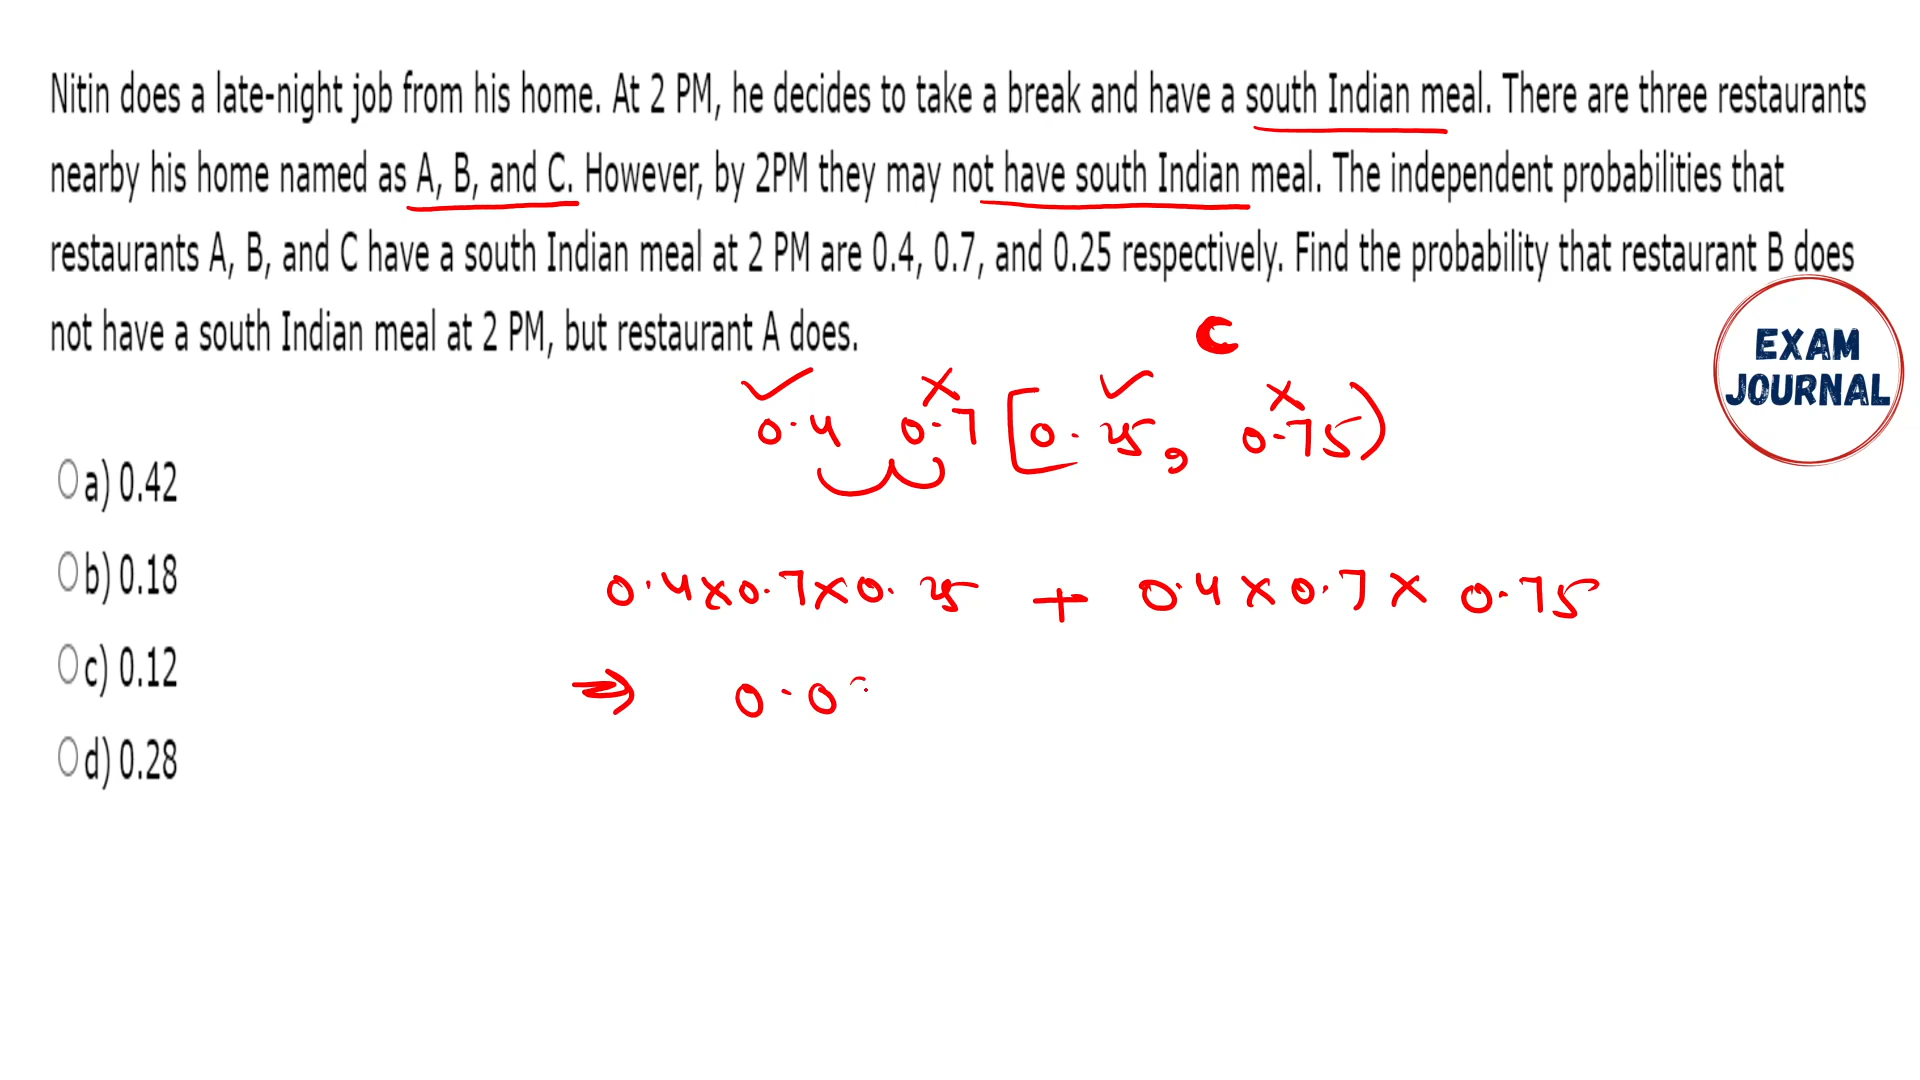 Nitin does a late-night job from his home. At 2 PM, he decides to take a break and have a south Indian meal. There are three restaurants
nearby his home named as A, B, and C. However, by 2PM they may not have south Indian meal. The independent probabilities that
restaurants A, B, and C have a south Indian meal at 2 PM are 0.4, 0.7, and 0.25 respectively. Find the probability that restaurant B does
not have a south Indian meal at 2 PM, but restaurant A does.
C
EXAM
JOURNAL
✓ × ✓ ×
0.4 0.7 [0.25, 0.75)
a) 0.42
b) 0.18
0.4×0.7×0.25 + 0.4×0.7×0.75
c) 0.12
⇒ 0.0
d) 0.28